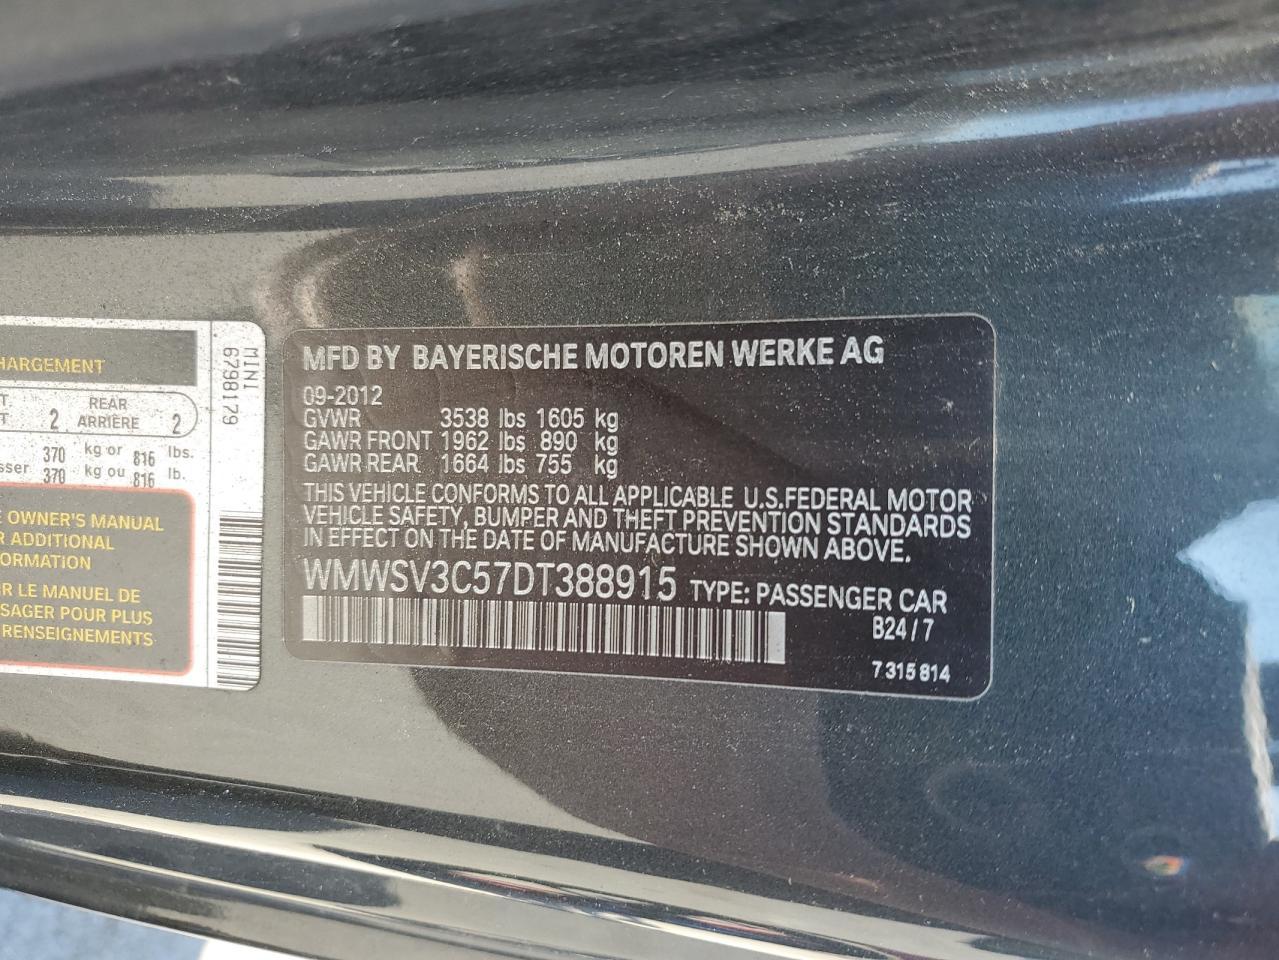 HARGEMENT
T REAR
T 2 ARRIÈRE 2
370 kg or 816 lbs.
sser 370 kg ou 816 lb.
E OWNER'S MANUAL
R ADDITIONAL
FORMATION
R LE MANUEL DE
SAGER POUR PLUS
RENSEIGNEMENTS
MINI
6798179
MFD BY BAYERISCHE MOTOREN WERKE AG
09-2012
GVWR 3538 lbs 1605 kg
GAWR FRONT 1962 lbs 890 kg
GAWR REAR 1664 lbs 755 kg
THIS VEHICLE CONFORMS TO ALL APPLICABLE U.S.FEDERAL MOTOR
VEHICLE SAFETY, BUMPER AND THEFT PREVENTION STANDARDS
IN EFFECT ON THE DATE OF MANUFACTURE SHOWN ABOVE.
WMWSV3C57DT388915 TYPE: PASSENGER CAR
B24/7
7315814